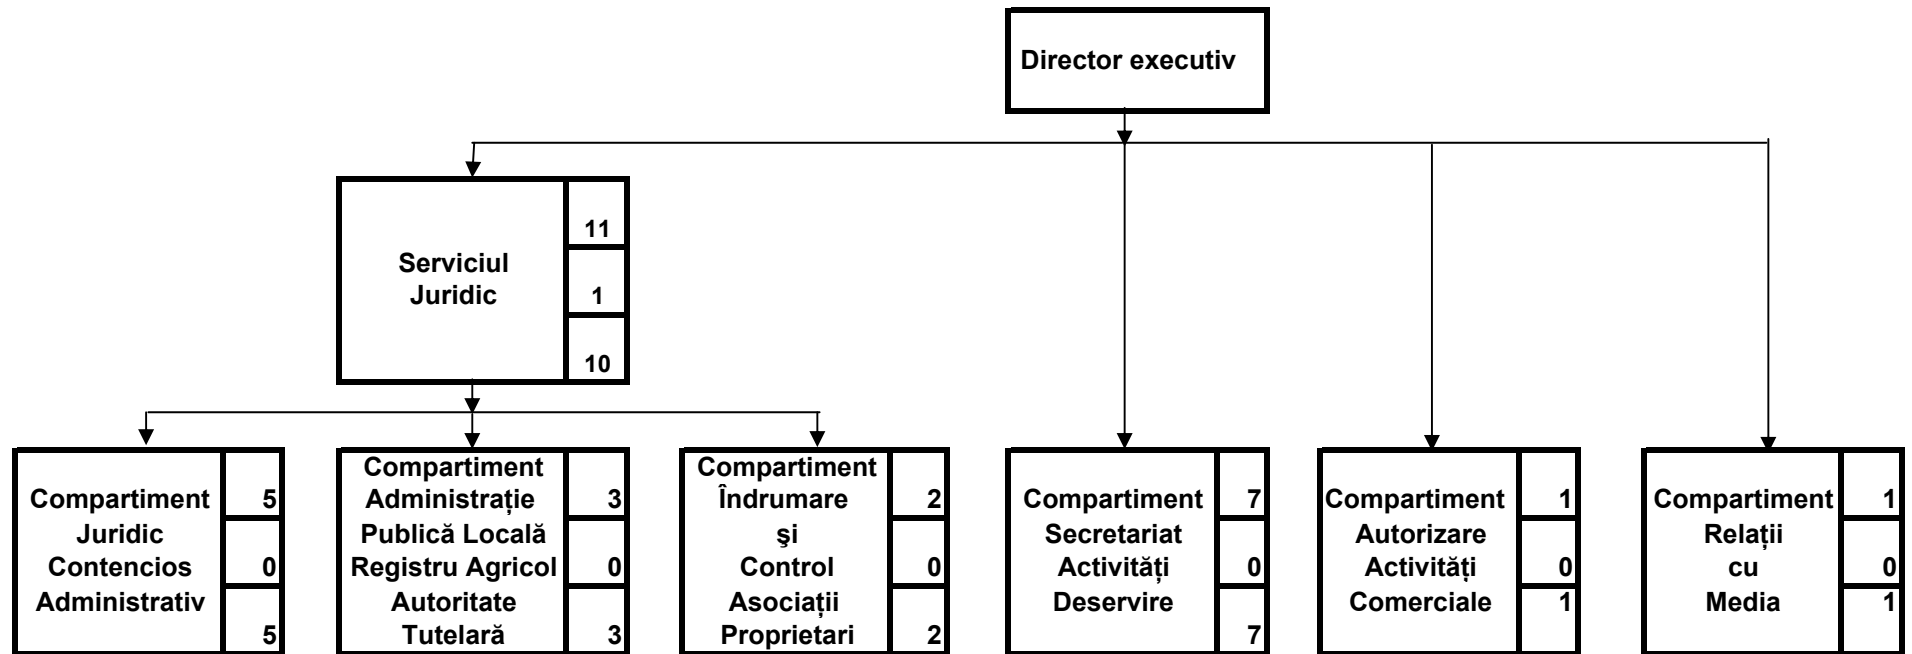 Director executiv
Serviciul
Juridic
11
1
10
Compartiment
Juridic
Contencios
Administrativ
5
0
5
Compartiment
Administrație
Publică Locală
Registru Agricol
Autoritate
Tutelară
3
0
3
Compartiment
Îndrumare
şi
Control
Asociații
Proprietari
2
0
2
Compartiment
Secretariat
Activități
Deservire
7
0
7
Compartiment
Autorizare
Activități
Comerciale
1
0
1
Compartiment
Relații
cu
Media
1
0
1